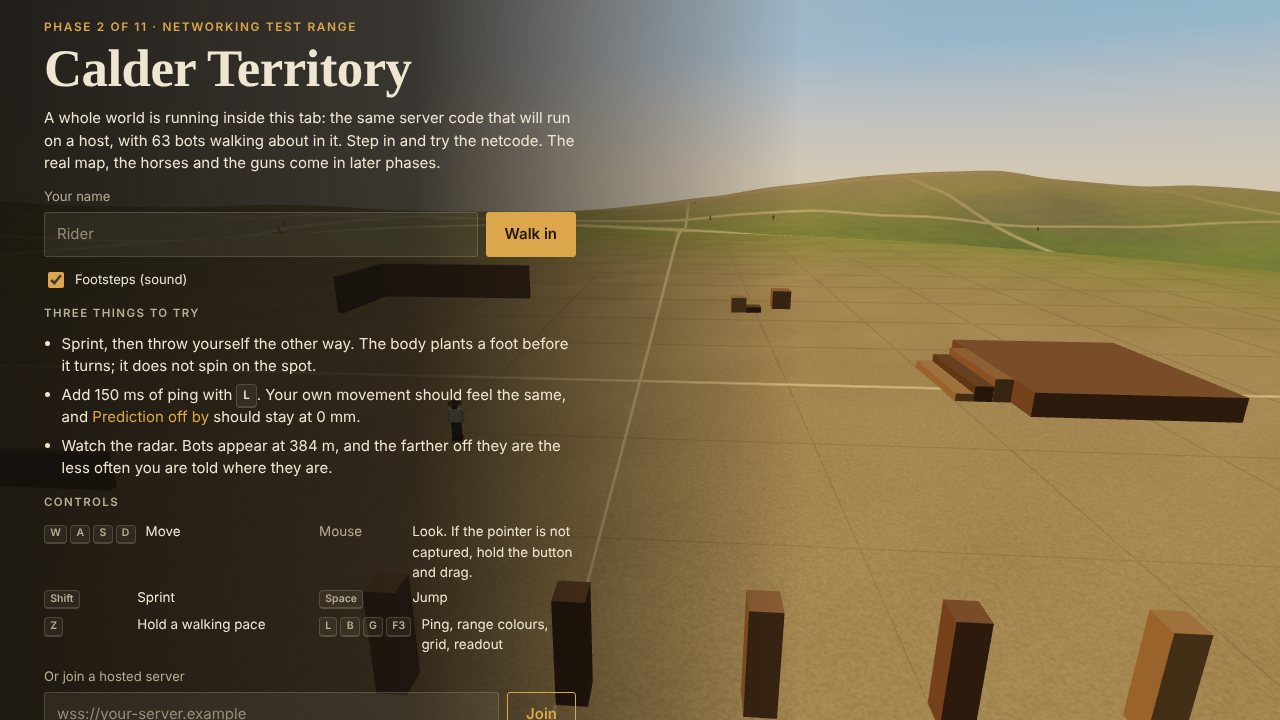 PHASE 2 OF 11 · NETWORKING TEST RANGE
Calder Territory
A whole world is running inside this tab: the same server code that will run
on a host, with 63 bots walking about in it. Step in and try the netcode. The
real map, the horses and the guns come in later phases.
Your name
Rider
Walk in
Footsteps (sound)
THREE THINGS TO TRY
• Sprint, then throw yourself the other way. The body plants a foot before
it turns; it does not spin on the spot.
• Add 150 ms of ping with L. Your own movement should feel the same,
and Prediction off by should stay at 0 mm.
• Watch the radar. Bots appear at 384 m, and the farther off they are the
less often you are told where they are.
CONTROLS
W A S D Move
Mouse Look. If the pointer is not
captured, hold the button
and drag.
Shift Sprint
Space Jump
Z Hold a walking pace
L B G F3 Ping, range colours,
grid, readout
Or join a hosted server
wss://your-server.example
Join